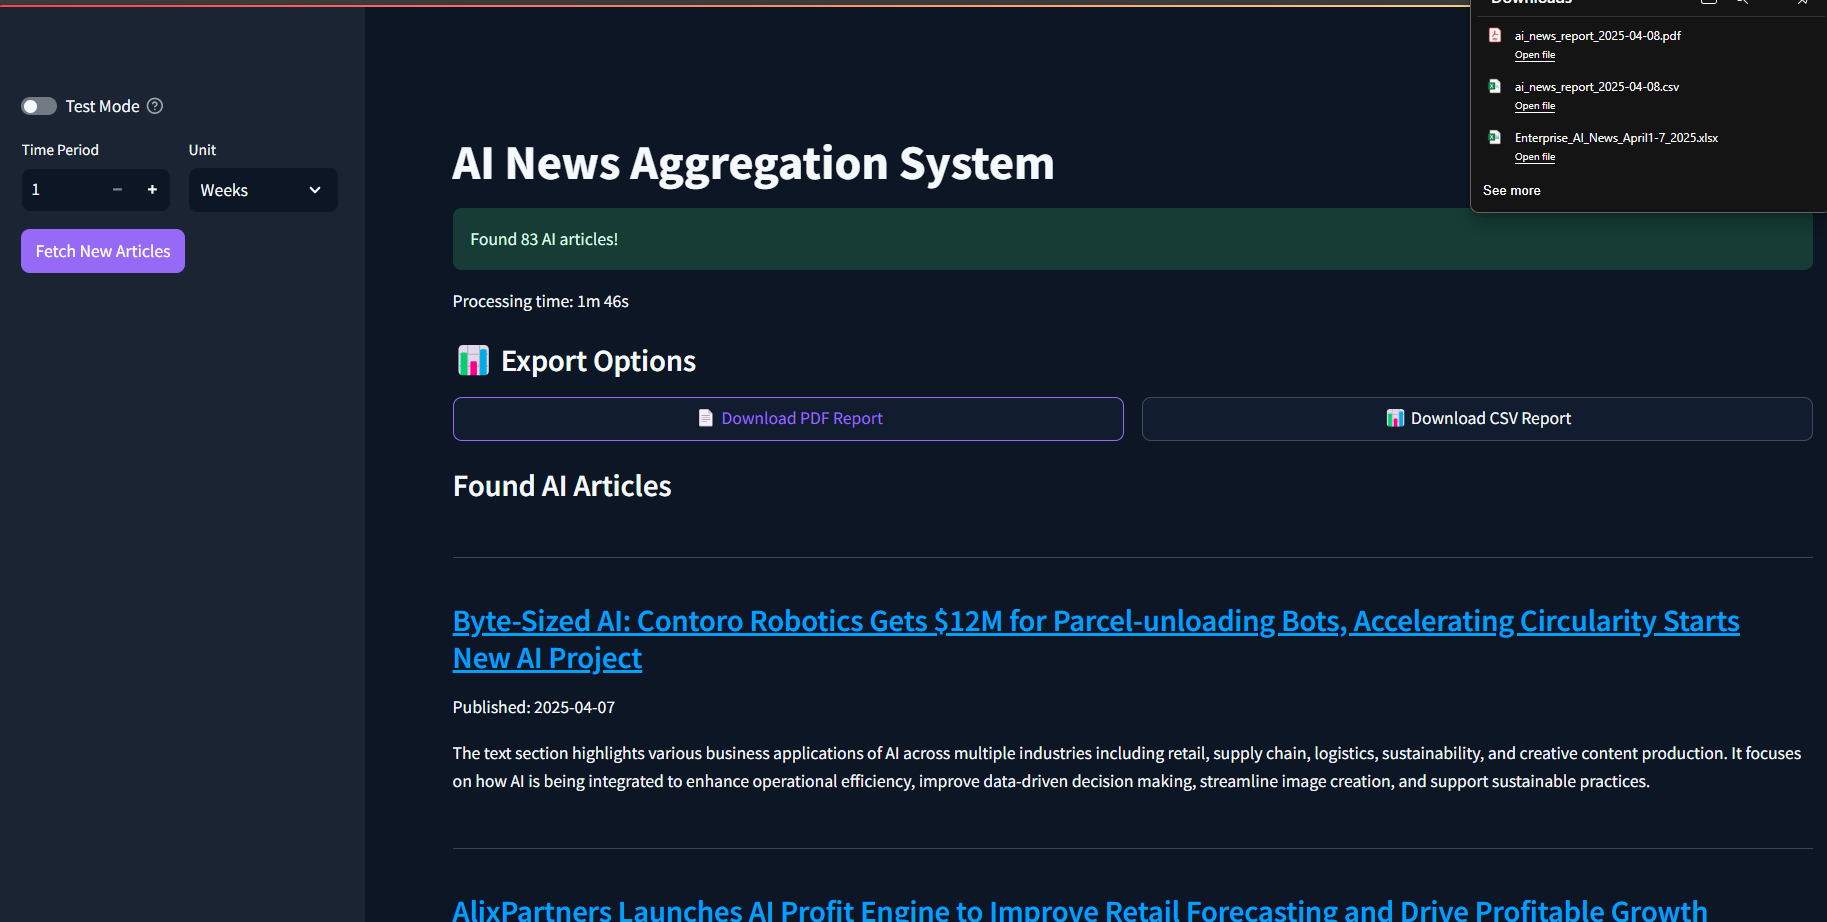 Downloads
ai_news_report_2025-04-08.pdf
Open file
ai_news_report_2025-04-08.csv
Open file
Enterprise_AI_News_April1-7_2025.xlsx
Open file
See more
Test Mode
Time Period
Unit
1
Weeks
Fetch New Articles
AI News Aggregation System
Found 83 AI articles!
Processing time: 1m 46s
Export Options
Download PDF Report
Download CSV Report
Found AI Articles
Byte-Sized AI: Contoro Robotics Gets $12M for Parcel-unloading Bots, Accelerating Circularity Starts
New AI Project
Published: 2025-04-07
The text section highlights various business applications of AI across multiple industries including retail, supply chain, logistics, sustainability, and creative content production. It focuses
on how AI is being integrated to enhance operational efficiency, improve data-driven decision making, streamline image creation, and support sustainable practices.
AlixPartners Launches AI Profit Engine to Improve Retail Forecasting and Drive Profitable Growth